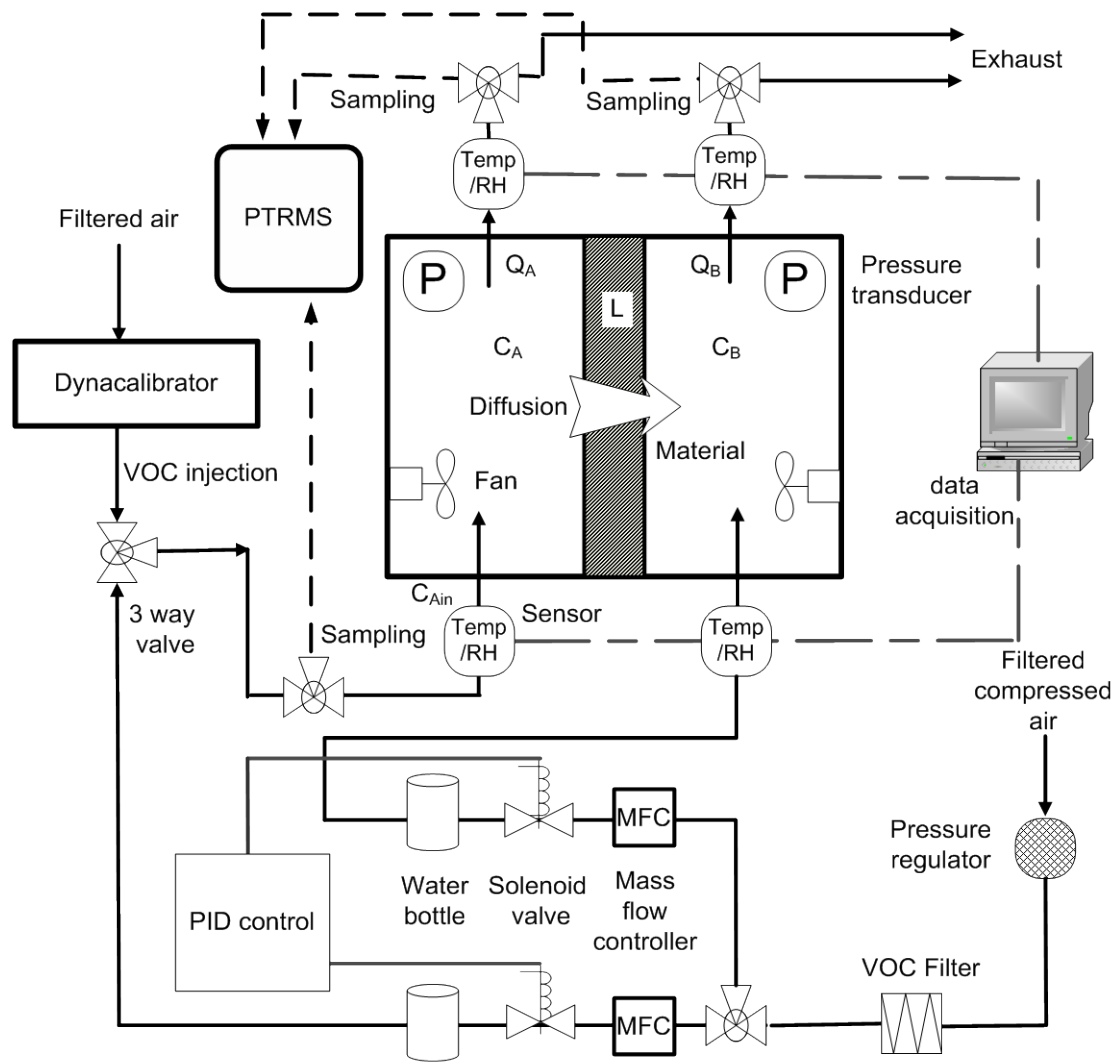 Exhaust
Sampling
Sampling
Temp
/RH
Temp
/RH
Filtered air
PTRMS
P
QA
QB
P
Pressure
transducer
L
CA
CB
Dynacalibrator
Diffusion
Material
VOC injection
Fan
data
acquisition
CAin
3 way
valve
Sampling
Sensor
Temp
/RH
Temp
/RH
Filtered
compressed
air
MFC
MFC
Pressure
regulator
Water
bottle
Solenoid
valve
Mass
flow
controller
PID control
VOC Filter